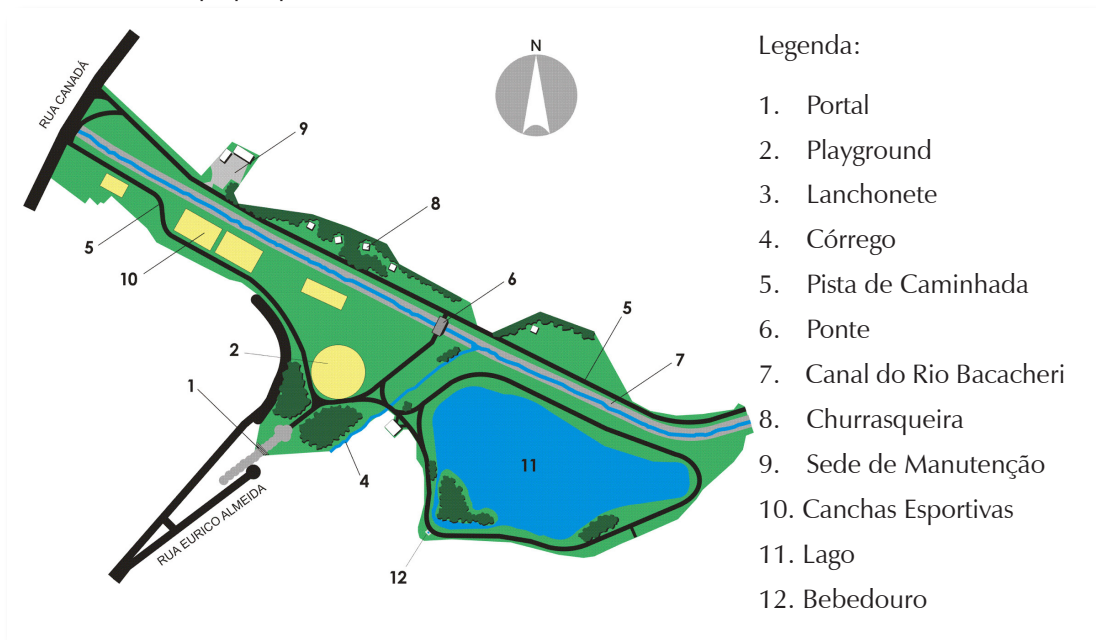 N
RUA CANADÁ
9
8
5
10
6
5
2
7
1
11
4
RUA EURICO ALMEIDA
12
Legenda:
1. Portal
2. Playground
3. Lanchonete
4. Córrego
5. Pista de Caminhada
6. Ponte
7. Canal do Rio Bacacheri
8. Churrasqueira
9. Sede de Manutenção
10. Canchas Esportivas
11. Lago
12. Bebedouro